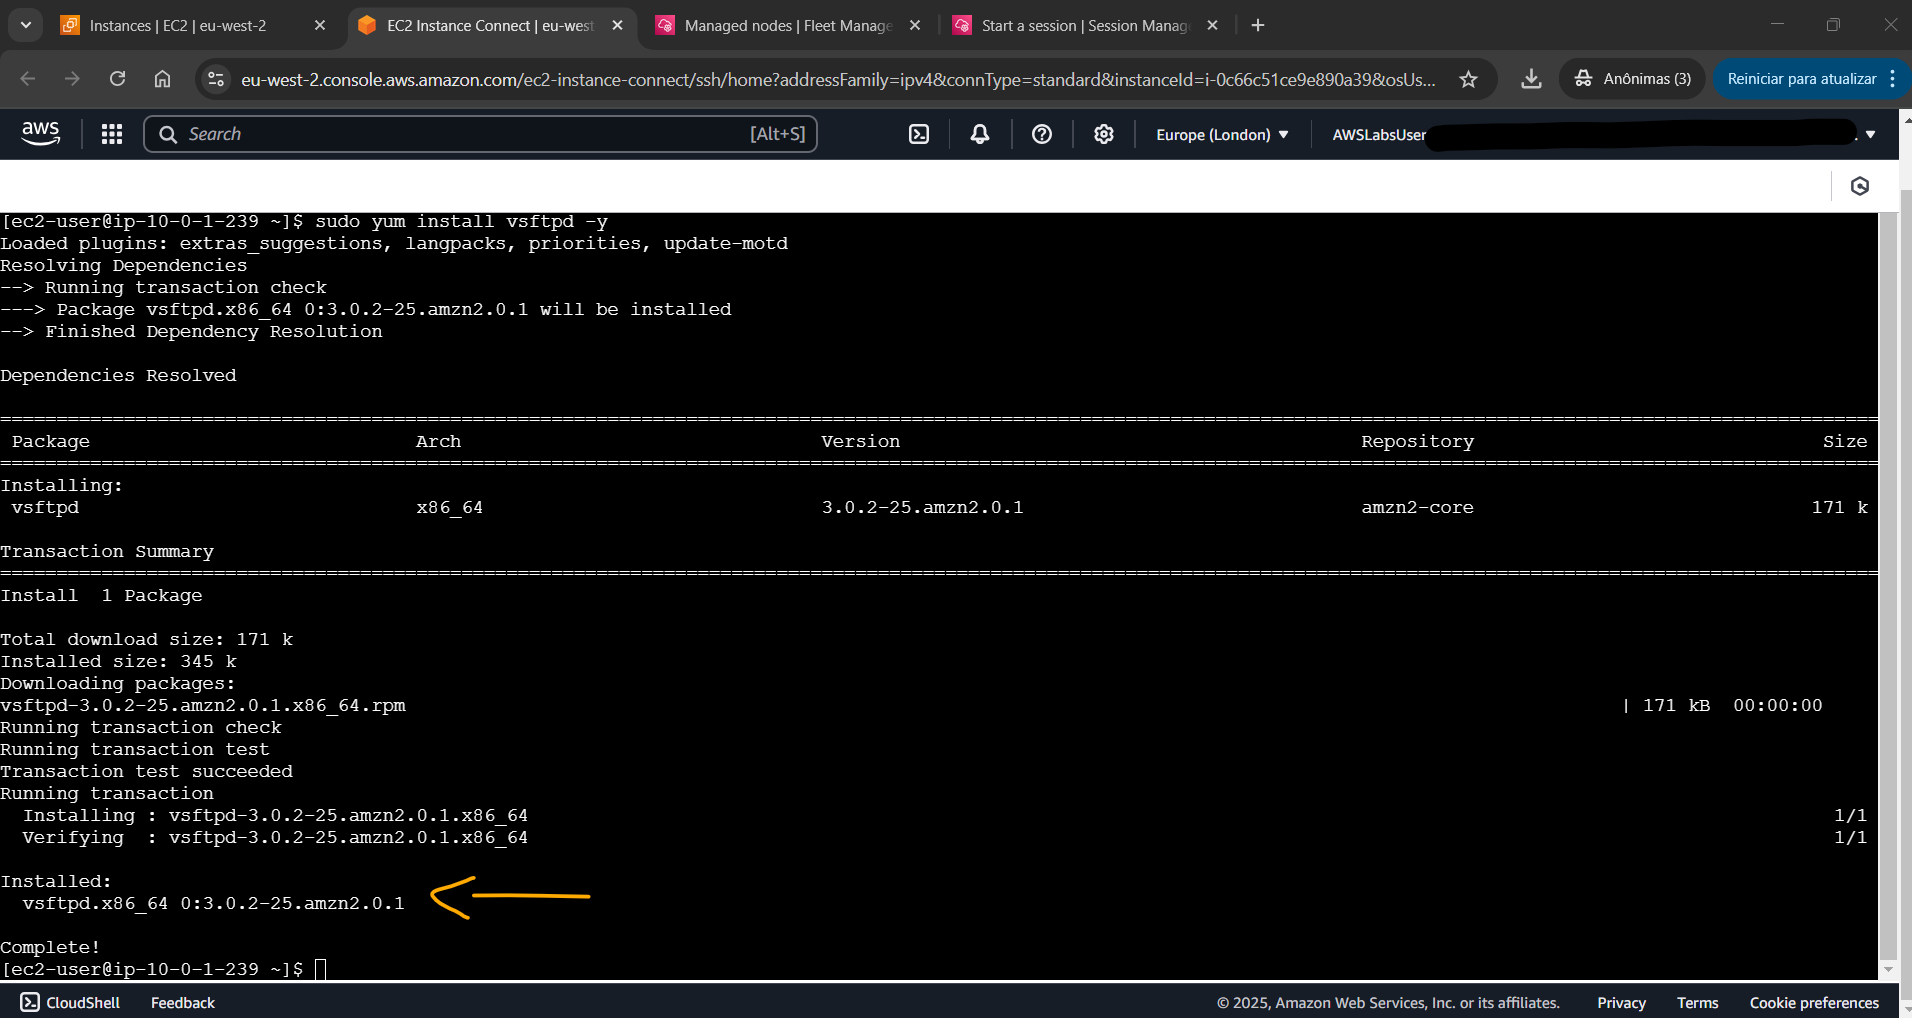 Instances | EC2 | eu-west-2
EC2 Instance Connect | eu-west
Managed nodes | Fleet Manage
Start a session | Session Manag
eu-west-2.console.aws.amazon.com/ec2-instance-connect/ssh/home?addressFamily=ipv4&connType=standard&instanceId=i-0c66c51ce9e890a39&osUs...
Anônimas (3)
Reiniciar para atualizar
aws
Search
[Alt+S]
Europe (London)
AWSLabsUser
[ec2-user@ip-10-0-1-239 ~]$ sudo yum install vsftpd -y
Loaded plugins: extras_suggestions, langpacks, priorities, update-motd
Resolving Dependencies
--> Running transaction check
---> Package vsftpd.x86_64 0:3.0.2-25.amzn2.0.1 will be installed
--> Finished Dependency Resolution
Dependencies Resolved
Package Arch Version Repository Size
Installing:
vsftpd x86_64 3.0.2-25.amzn2.0.1 amzn2-core 171 k
Transaction Summary
Install 1 Package
Total download size: 171 k
Installed size: 345 k
Downloading packages:
vsftpd-3.0.2-25.amzn2.0.1.x86_64.rpm | 171 kB 00:00:00
Running transaction check
Running transaction test
Transaction test succeeded
Running transaction
Installing : vsftpd-3.0.2-25.amzn2.0.1.x86_64 1/1
Verifying : vsftpd-3.0.2-25.amzn2.0.1.x86_64 1/1
Installed:
vsftpd.x86_64 0:3.0.2-25.amzn2.0.1
Complete!
[ec2-user@ip-10-0-1-239 ~]$
CloudShell
Feedback
© 2025, Amazon Web Services, Inc. or its affiliates.
Privacy
Terms
Cookie preferences